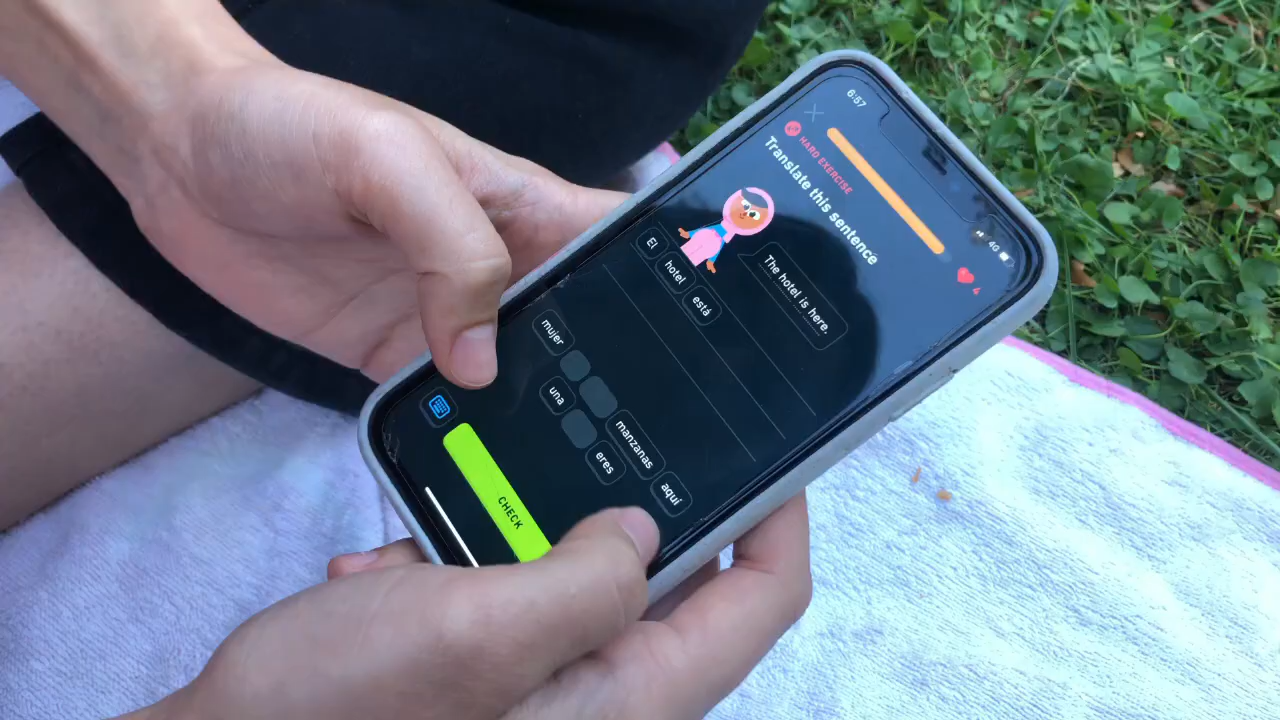 6:57
4G
4
HARD EXERCISE
Translate this sentence
The hotel is here.
El hotel está
mujer
una manzanas
eres aquí
CHECK